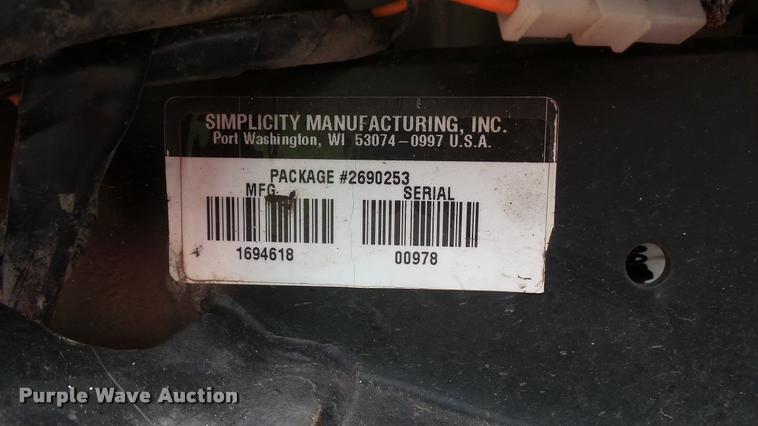 SIMPLICITY MANUFACTURING, INC.
Port Washington, WI 53074-0997 U.S.A.
PACKAGE #2690253
MFG. SERIAL
1694618 00978
Purple Wave Auction®